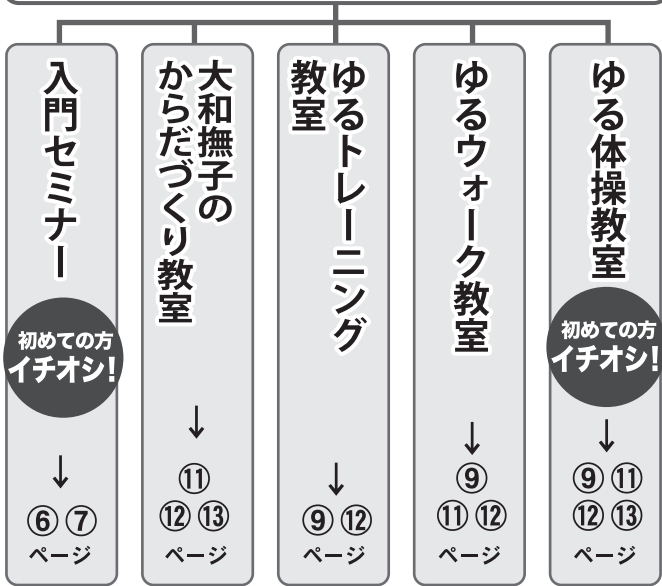 ゆる体操教室
初めての方
イチオシ!
↓
⑨⑪
⑫⑬
ページ
ゆるウォーク教室
↓
⑨
⑪⑫
ページ
ゆるトレーニング
教室
↓
⑨⑫
ページ
大和撫子の
からだづくり教室
↓
⑪
⑫⑬
ページ
入門セミナー
初めての方
イチオシ!
↓
⑥⑦
ページ